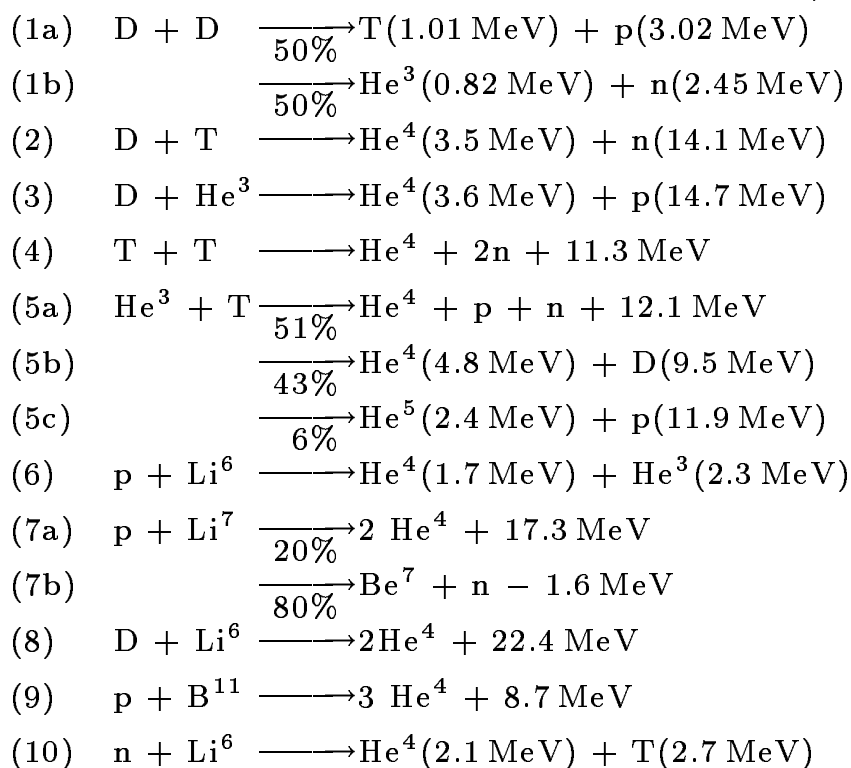 (1a) D + D ⟶ T(1.01 MeV) + p(3.02 MeV)
50%
(1b) ⟶ He³(0.82 MeV) + n(2.45 MeV)
50%
(2) D + T ⟶ He⁴(3.5 MeV) + n(14.1 MeV)
(3) D + He³ ⟶ He⁴(3.6 MeV) + p(14.7 MeV)
(4) T + T ⟶ He⁴ + 2n + 11.3 MeV
(5a) He³ + T ⟶ He⁴ + p + n + 12.1 MeV
51%
(5b) ⟶ He⁴(4.8 MeV) + D(9.5 MeV)
43%
(5c) ⟶ He⁵(2.4 MeV) + p(11.9 MeV)
6%
(6) p + Li⁶ ⟶ He⁴(1.7 MeV) + He³(2.3 MeV)
(7a) p + Li⁷ ⟶ 2 He⁴ + 17.3 MeV
20%
(7b) ⟶ Be⁷ + n − 1.6 MeV
80%
(8) D + Li⁶ ⟶ 2He⁴ + 22.4 MeV
(9) p + B¹¹ ⟶ 3 He⁴ + 8.7 MeV
(10) n + Li⁶ ⟶ He⁴(2.1 MeV) + T(2.7 MeV)